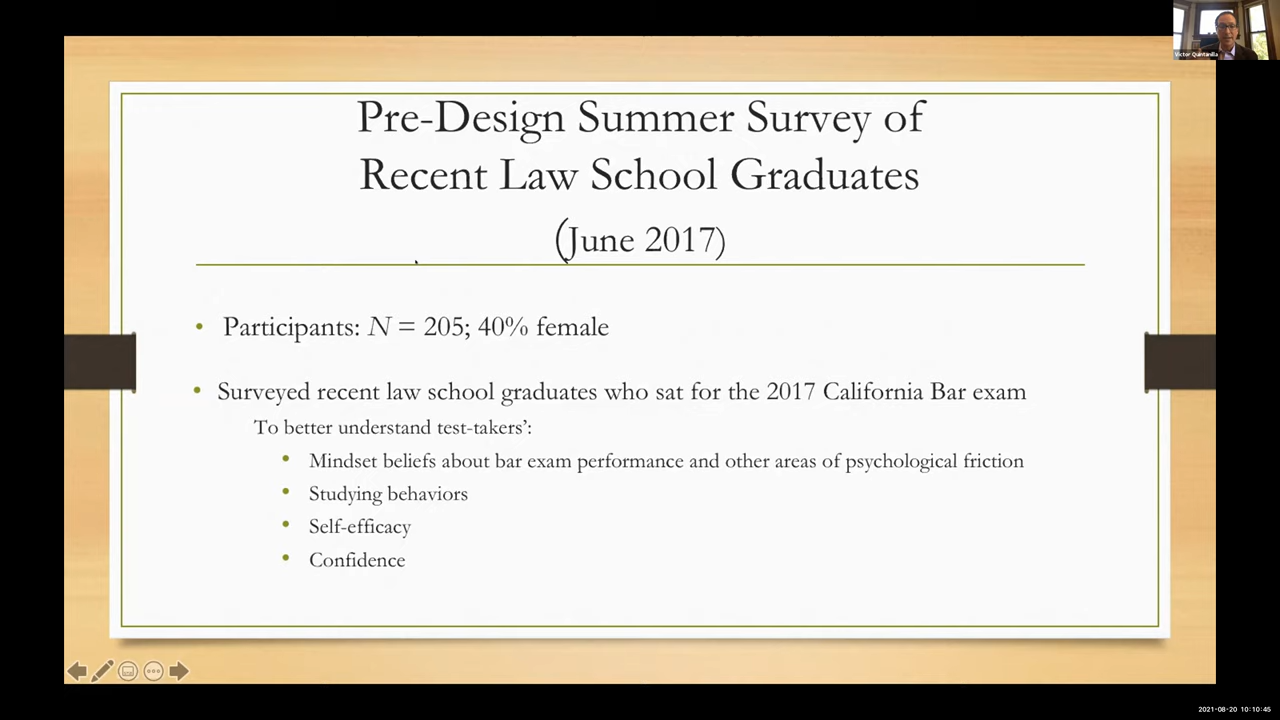 Victor Quintanilla
Pre-Design Summer Survey of
Recent Law School Graduates
(June 2017)
• Participants: N = 205; 40% female
• Surveyed recent law school graduates who sat for the 2017 California Bar exam
To better understand test-takers’:
• Mindset beliefs about bar exam performance and other areas of psychological friction
• Studying behaviors
• Self-efficacy
• Confidence
2021-08-20 10:10:45